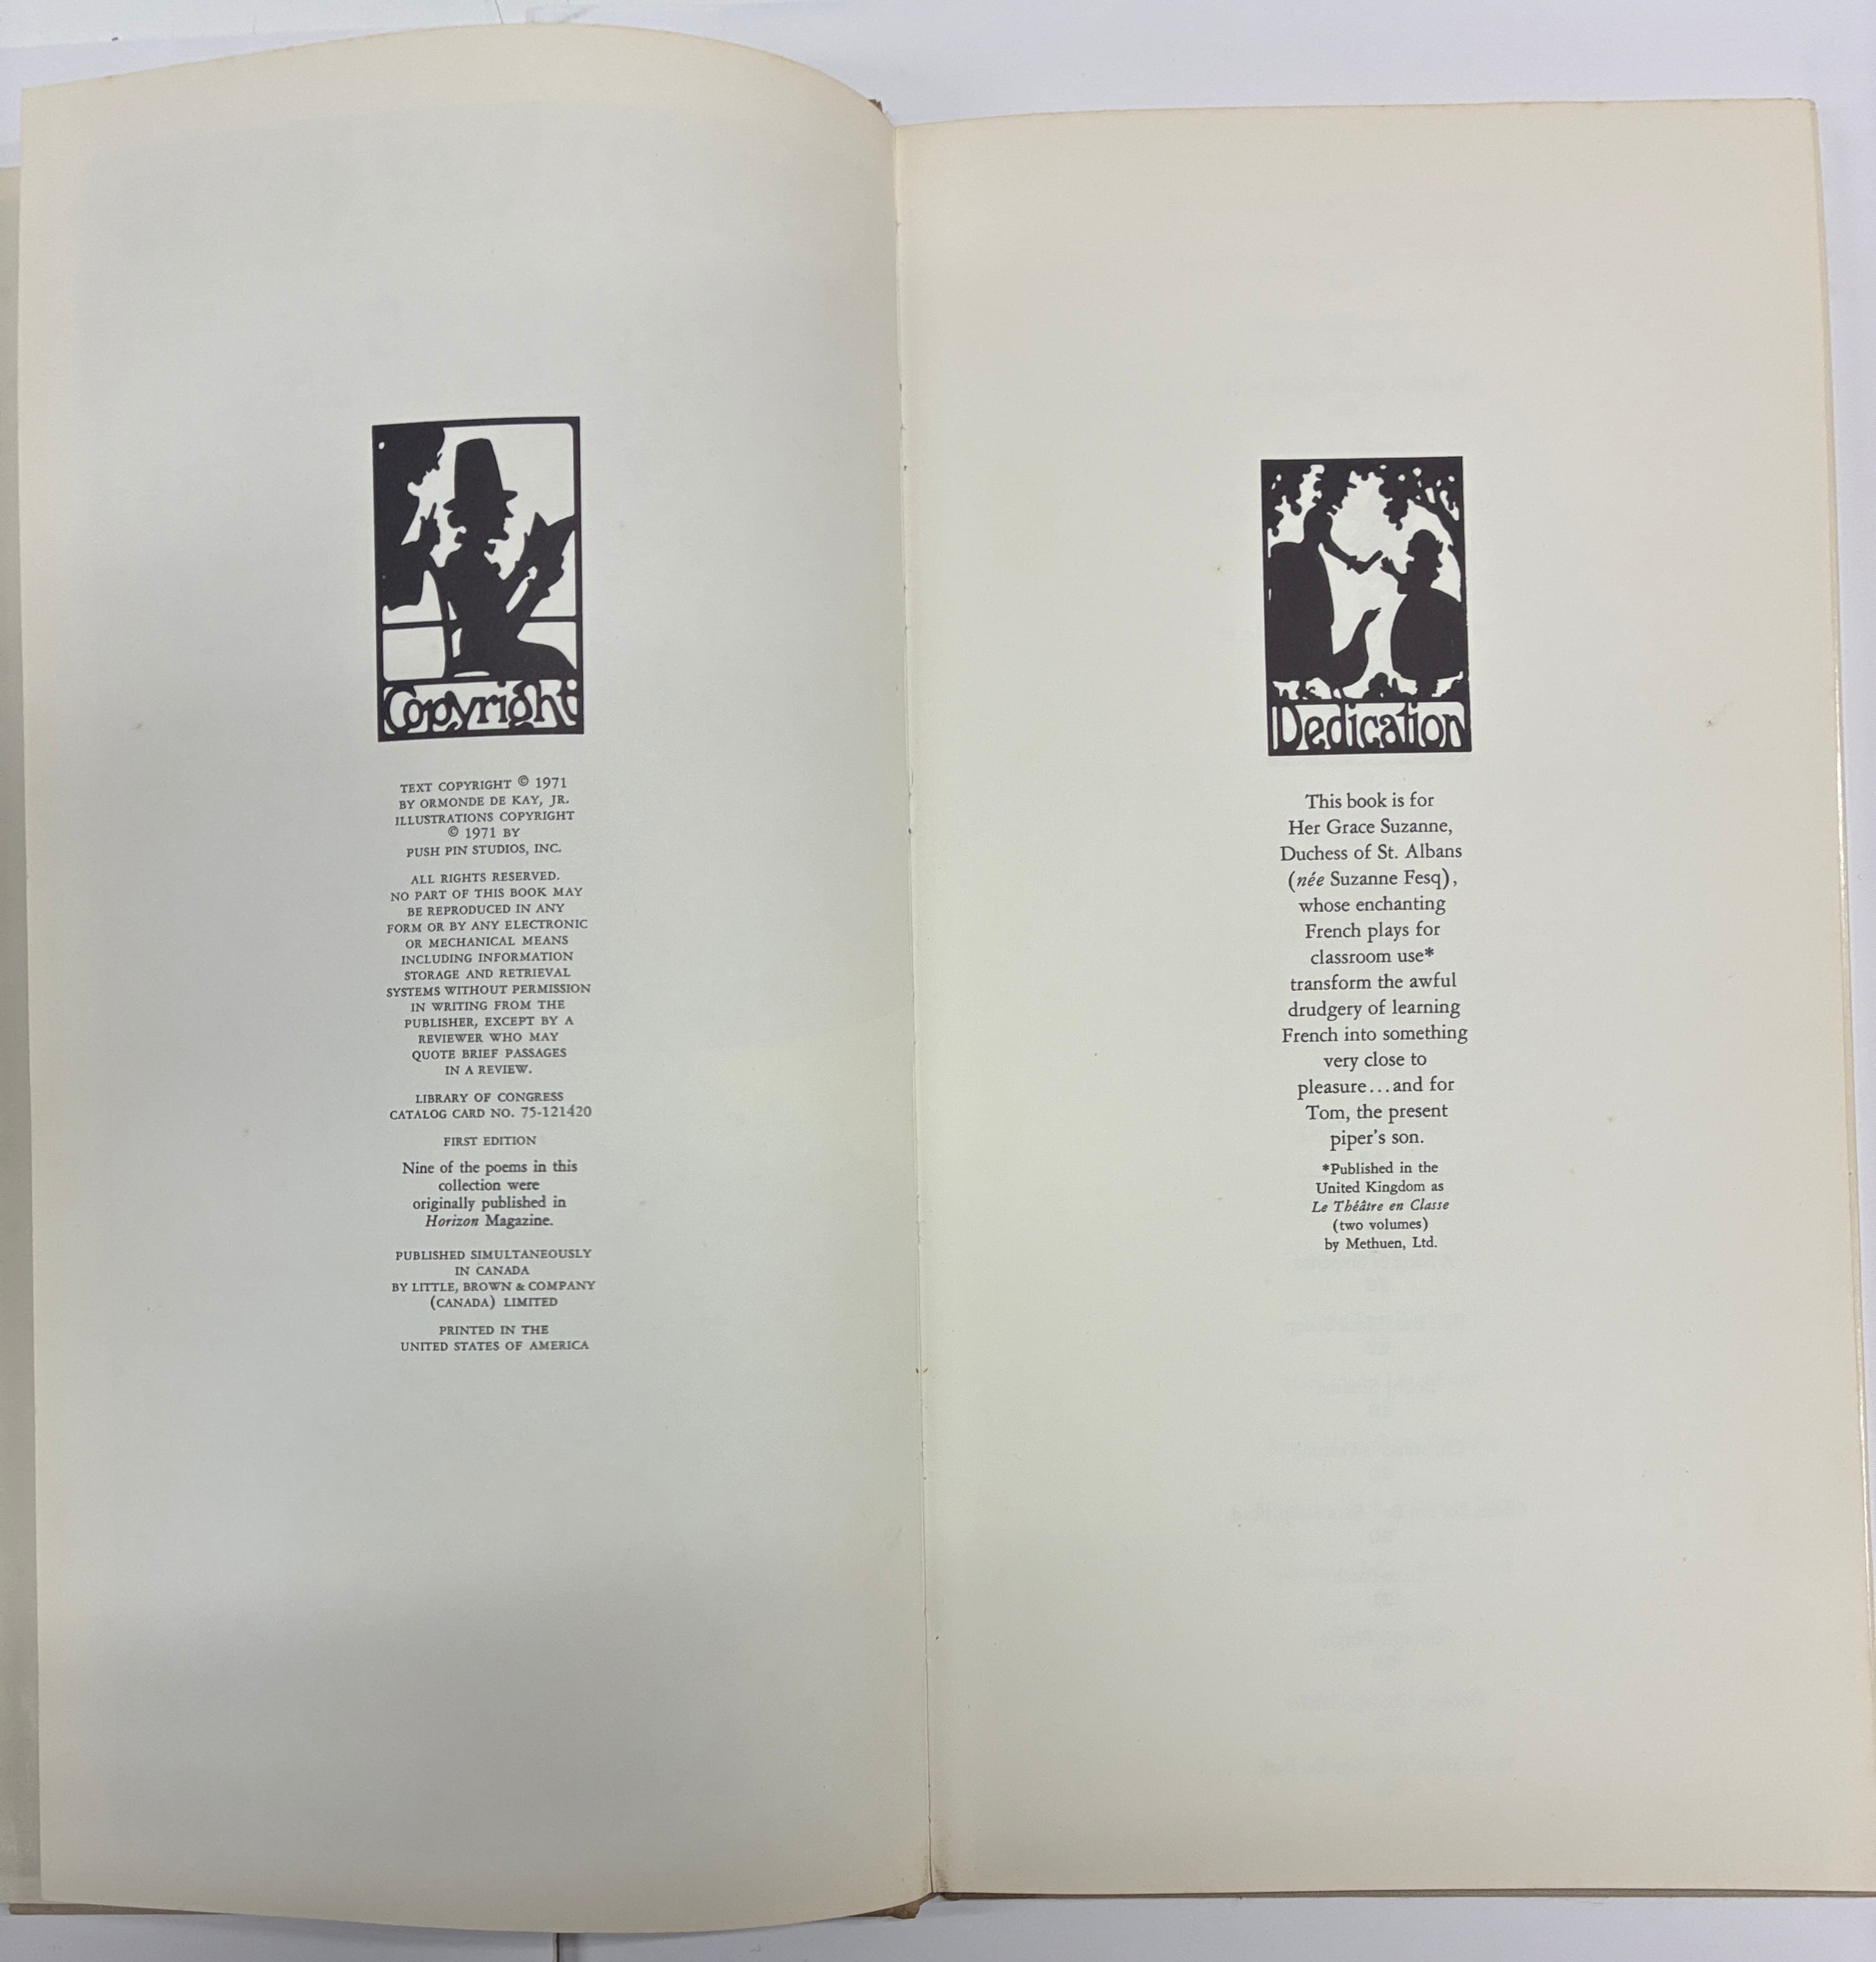 Copyright
TEXT COPYRIGHT © 1971
BY ORMONDE DE KAY, JR.
ILLUSTRATIONS COPYRIGHT
© 1971 BY
PUSH PIN STUDIOS, INC.
ALL RIGHTS RESERVED.
NO PART OF THIS BOOK MAY
BE REPRODUCED IN ANY
FORM OR BY ANY ELECTRONIC
OR MECHANICAL MEANS
INCLUDING INFORMATION
STORAGE AND RETRIEVAL
SYSTEMS WITHOUT PERMISSION
IN WRITING FROM THE
PUBLISHER, EXCEPT BY A
REVIEWER WHO MAY
QUOTE BRIEF PASSAGES
IN A REVIEW.
LIBRARY OF CONGRESS
CATALOG CARD NO. 75-121420
FIRST EDITION
Nine of the poems in this
collection were
originally published in
Horizon Magazine.
PUBLISHED SIMULTANEOUSLY
IN CANADA
BY LITTLE, BROWN & COMPANY
(CANADA) LIMITED
PRINTED IN THE
UNITED STATES OF AMERICA
Dedication
This book is for
Her Grace Suzanne,
Duchess of St. Albans
(née Suzanne Fesq),
whose enchanting
French plays for
classroom use*
transform the awful
drudgery of learning
French into something
very close to
pleasure...and for
Tom, the present
piper's son.
*Published in the
United Kingdom as
Le Théâtre en Classe
(two volumes)
by Methuen, Ltd.